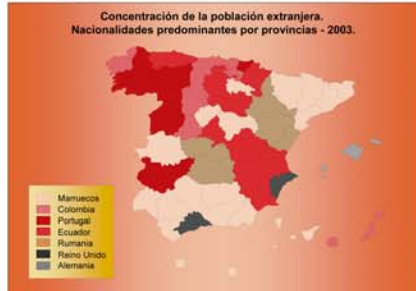 Concentración de la población extranjera.
Nacionalidades predominantes por provincias - 2003.
Marruecos
Colombia
Portugal
Ecuador
Rumania
Reino Unido
Alemania